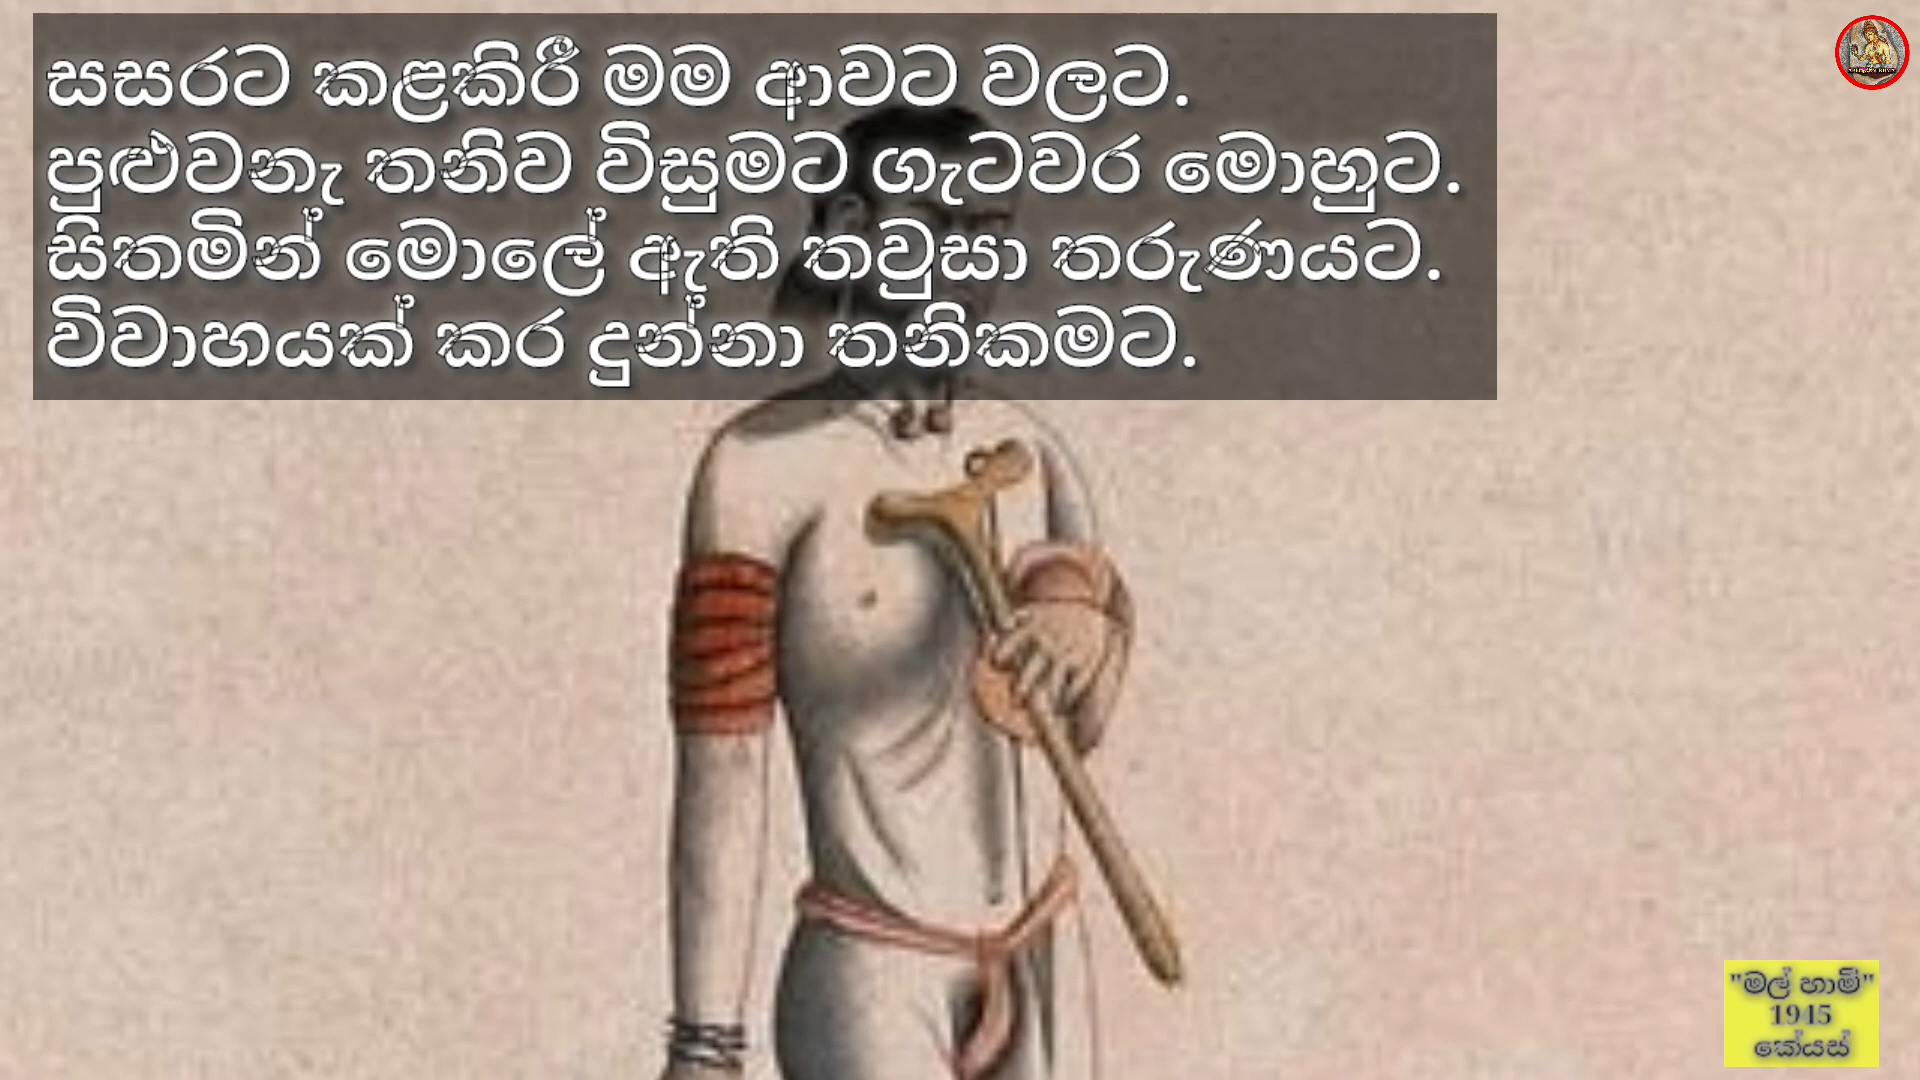 සසරට කළකිරී මම ආවට වලට.
පුළුවනැ තනිව විසුමට ගැටවර මොහුට.
සිතමින් මොලේ ඇති තවුසා තරුණයට.
විවාහයක් කර දුන්නා තනිකමට.
"මල් හාමී"
1945
කේයස්